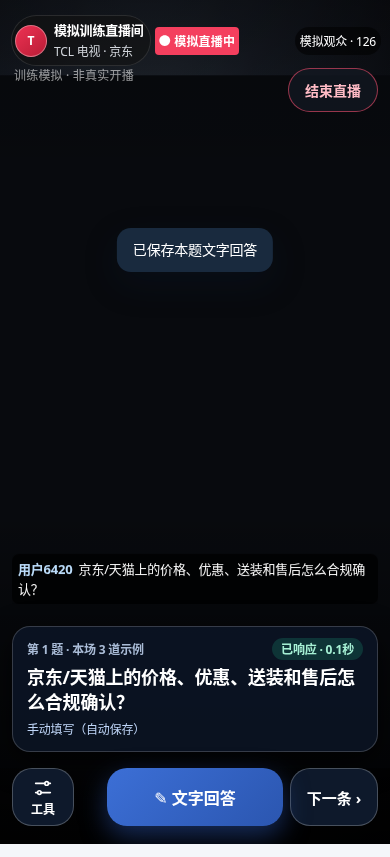 T
模拟训练直播间
TCL 电视 · 京东
模拟直播中
模拟观众 · 126
训练模拟 · 非真实开播
结束直播
已保存本题文字回答
用户6420 京东/天猫上的价格、优惠、送装和售后怎么合规确
认?
第 1 题 · 本场 3 道示例
已响应 · 0.1秒
京东/天猫上的价格、优惠、送装和售后怎
么合规确认?
手动填写（自动保存）
工具
✎ 文字回答
下一条 ›